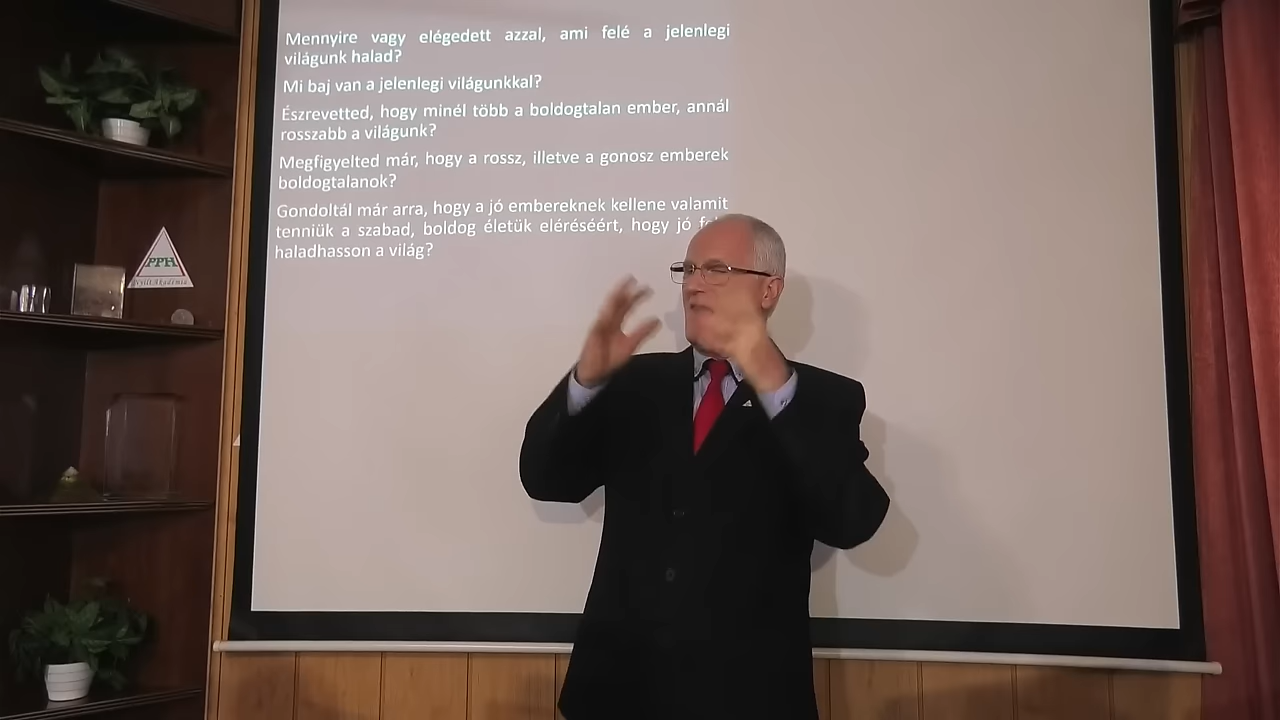 Mennyire vagy elégedett azzal, ami felé a jelenlegi
világunk halad?
Mi baj van a jelenlegi világunkkal?
Észrevetted, hogy minél több a boldogtalan ember, annál
rosszabb a világunk?
Megfigyelted már, hogy a rossz, illetve a gonosz emberek
boldogtalanok?
Gondoltál már arra, hogy a jó embereknek kellene valamit
tenniük a szabad, boldog életük eléréséért, hogy jó
haladhasson a világ?
PPH
Nyílt Akadémia